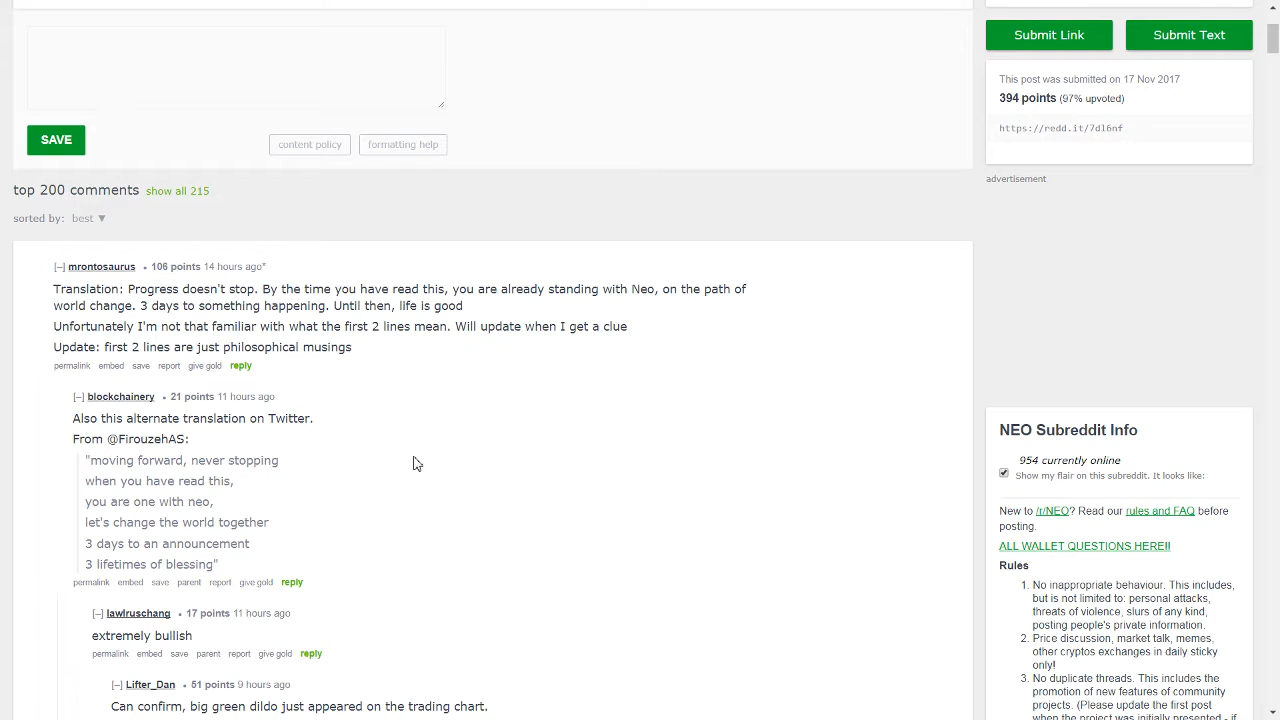 Submit Link
Submit Text
This post was submitted on 17 Nov 2017
394 points (97% upvoted)
https://redd.it/7dl6nf
advertisement
SAVE
content policy
formatting help
top 200 comments show all 215
sorted by: best ▼
[–] mrontosaurus • 106 points 14 hours ago*
Translation: Progress doesn't stop. By the time you have read this, you are already standing with Neo, on the path of
world change. 3 days to something happening. Until then, life is good
Unfortunately I'm not that familiar with what the first 2 lines mean. Will update when I get a clue
Update: first 2 lines are just philosophical musings
permalink embed save report give gold reply
[–] blockchainery • 21 points 11 hours ago
Also this alternate translation on Twitter.
From @FirouzehAS:
"moving forward, never stopping
when you have read this,
you are one with neo,
let's change the world together
3 days to an announcement
3 lifetimes of blessing"
permalink embed save parent report give gold reply
[–] lawlruschang • 17 points 11 hours ago
extremely bullish
permalink embed save parent report give gold reply
[–] Lifter_Dan • 51 points 9 hours ago
Can confirm, big green dildo just appeared on the trading chart.
NEO Subreddit Info
954 currently online
Show my flair on this subreddit. It looks like:
New to /r/NEO? Read our rules and FAQ before
posting.
ALL WALLET QUESTIONS HERE!!
Rules
1. No inappropriate behaviour. This includes,
but is not limited to: personal attacks,
threats of violence, slurs of any kind,
posting people's private information.
2. Price discussion, market talk, memes,
other cryptos exchanges in daily sticky
only!
3. No duplicate threads. This includes the
promotion of new features of community
projects. (Please update the first post
when the project was initially presented - if